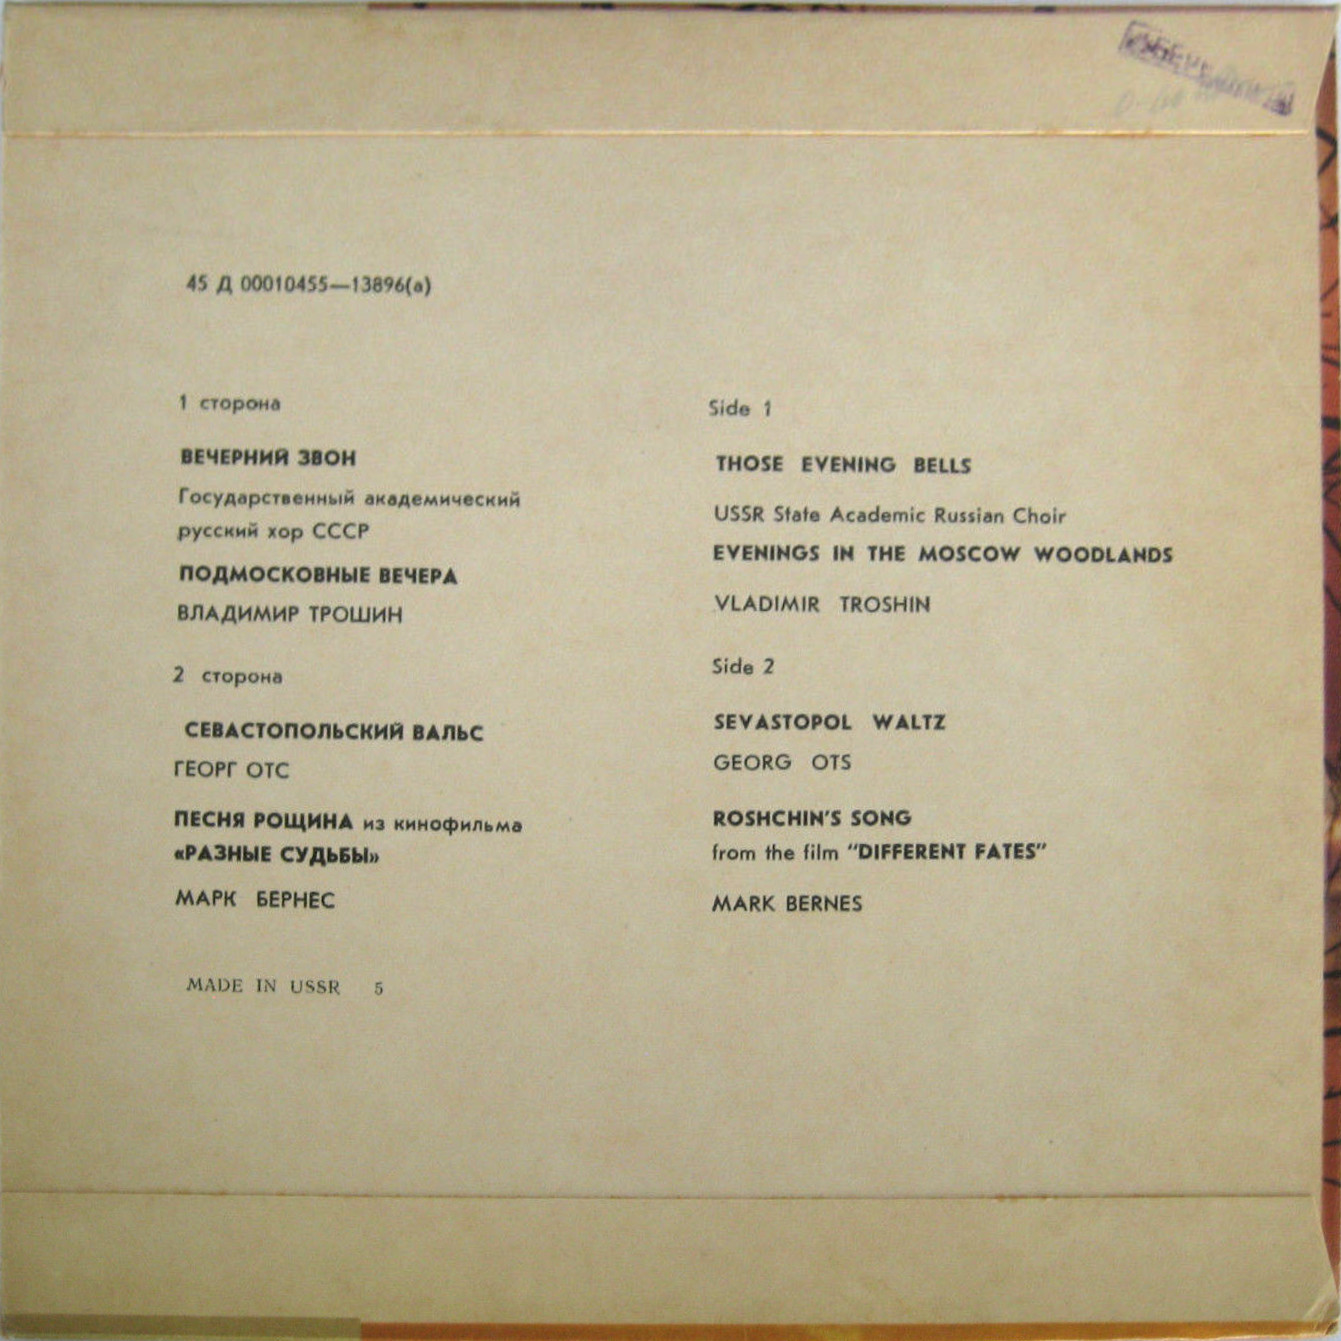 45 Д 00010455—13896(а)
1 сторона
ВЕЧЕРНИЙ ЗВОН
Государственный академический
русский хор СССР
ПОДМОСКОВНЫЕ ВЕЧЕРА
ВЛАДИМИР ТРОШИН
2 сторона
СЕВАСТОПОЛЬСКИЙ ВАЛЬС
ГЕОРГ ОТС
ПЕСНЯ РОЩИНА из кинофильма
«РАЗНЫЕ СУДЬБЫ»
МАРК БЕРНЕС
MADE IN USSR 5
Side 1
THOSE EVENING BELLS
USSR State Academic Russian Choir
EVENINGS IN THE MOSCOW WOODLANDS
VLADIMIR TROSHIN
Side 2
SEVASTOPOL WALTZ
GEORG OTS
ROSHCHIN'S SONG
from the film "DIFFERENT FATES"
MARK BERNES